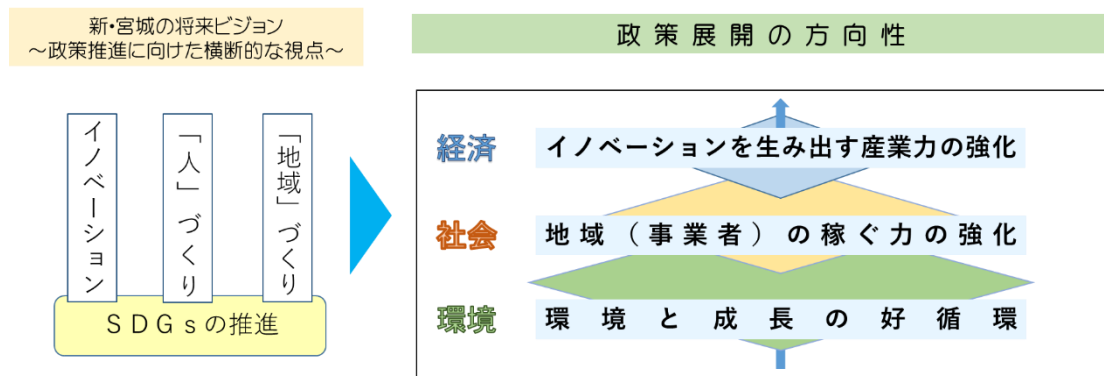 新・宮城の将来ビジョン
～政策推進に向けた横断的な視点～
イノベーション
「人」づくり
「地域」づくり
SDGsの推進
政策展開の方向性
経済
イノベーションを生み出す産業力の強化
社会
地域（事業者）の稼ぐ力の強化
環境
環境と成長の好循環